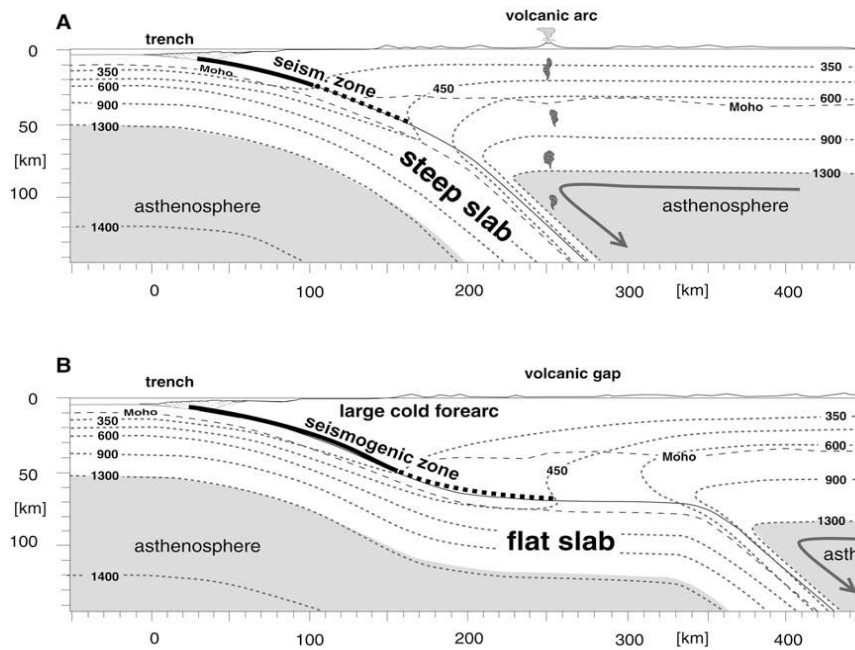 A
volcanic arc
trench
0
seism. zone
Moho
350
450
350
600
600
Moho
900
50
900
1300
[km]
steep slab
1300
100
asthenosphere
asthenosphere
1400
0
100
200
300
[km]
400
B
trench
volcanic gap
0
large cold forearc
Moho
350
350
seismogenic zone
600
600
Moho
900
50
450
900
1300
[km]
1300
flat slab
100
asthenosphere
asth
1400
0
100
200
300
[km]
400